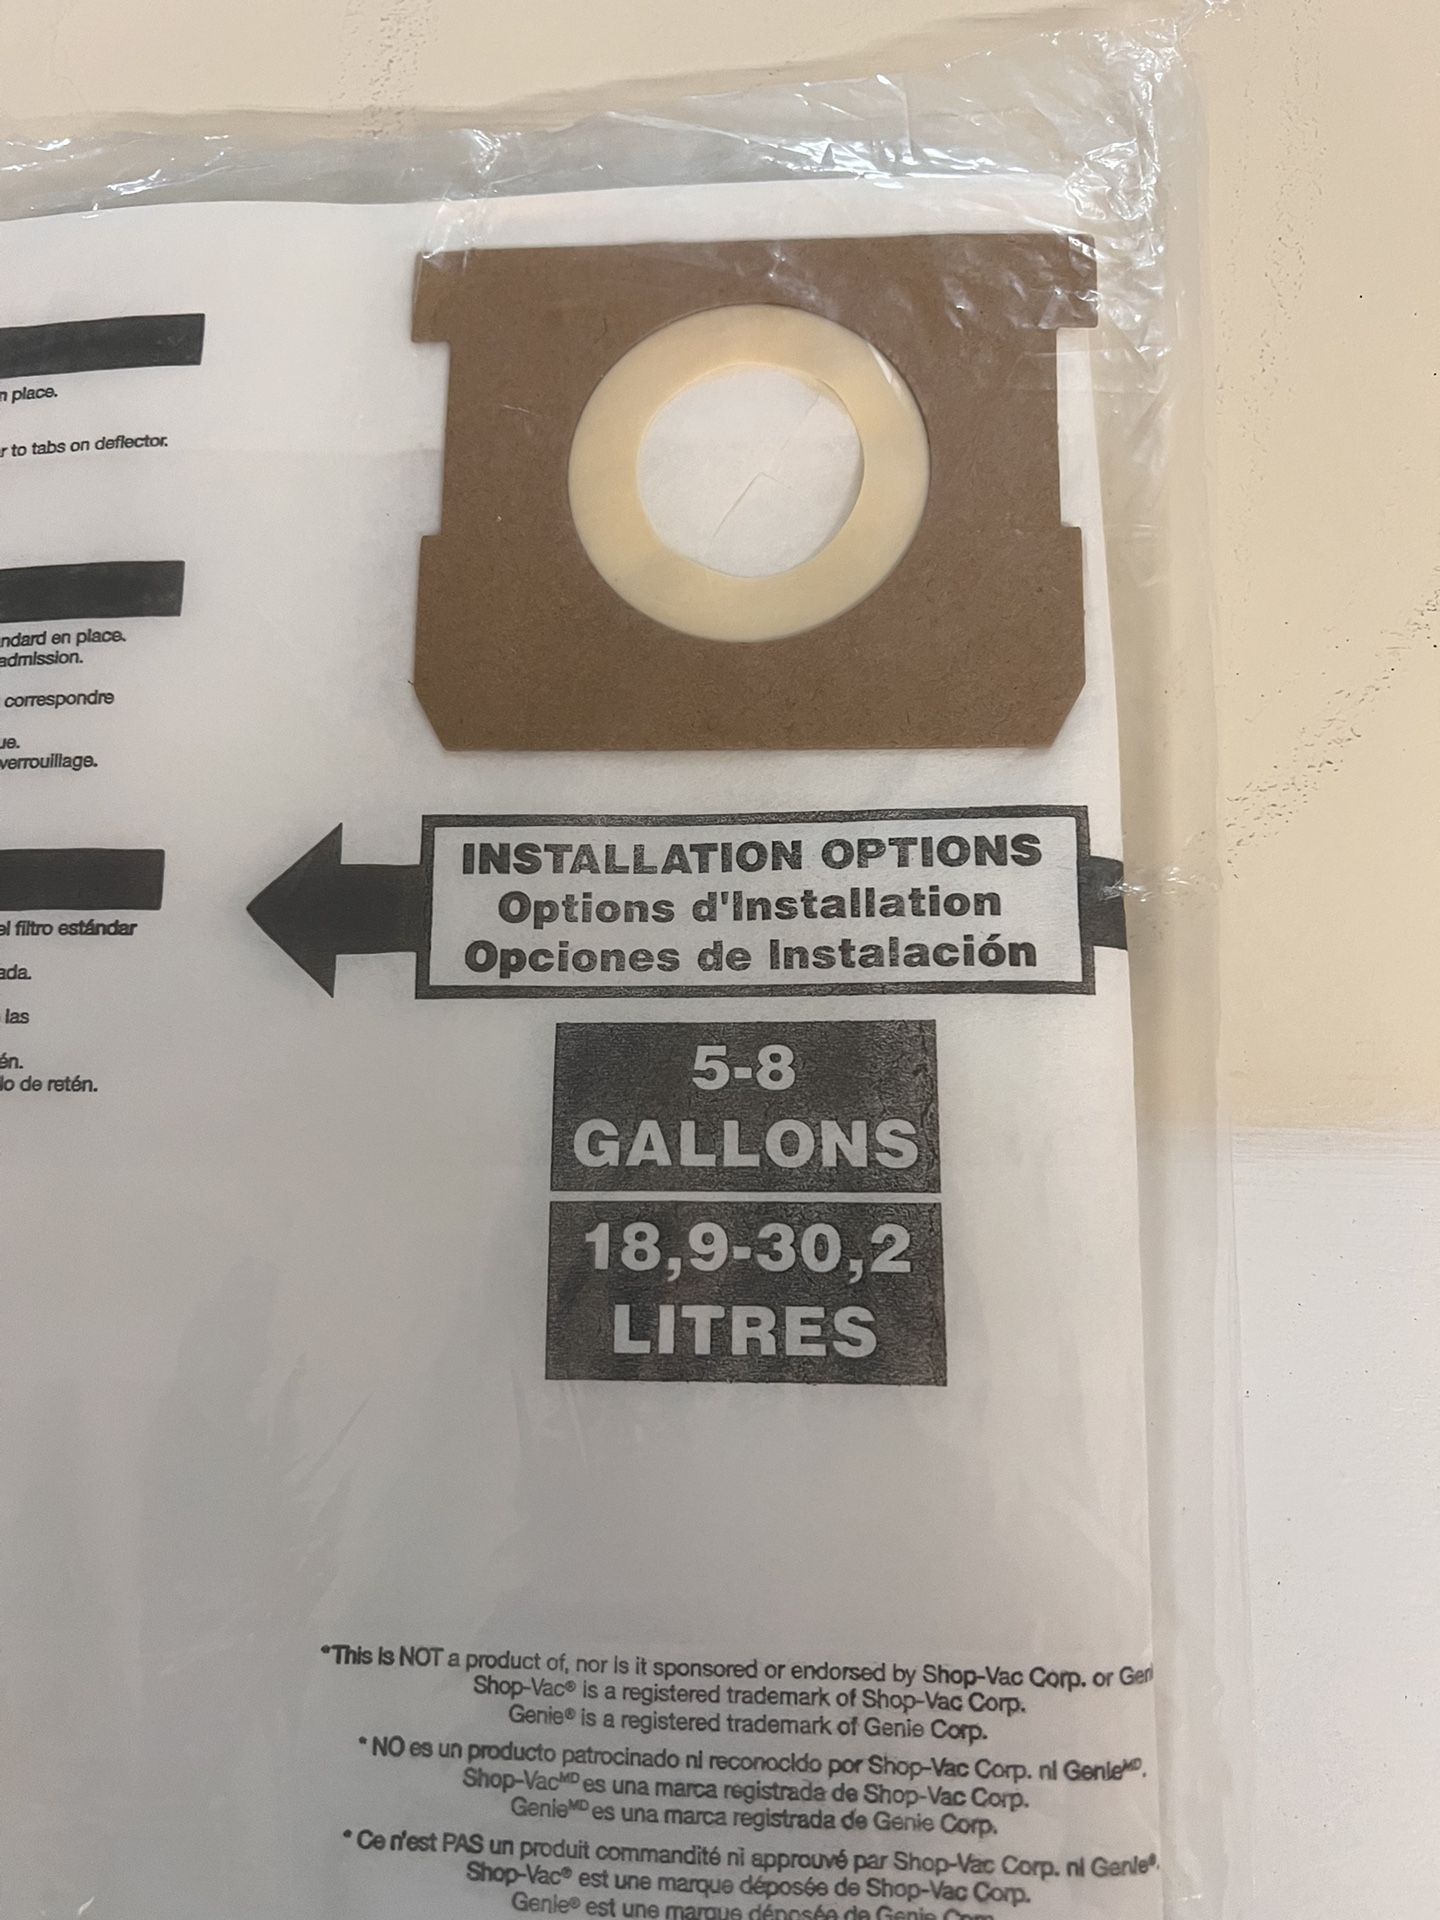 n place.
r to tabs on deflector.
ndard en place.
admission.
correspondre
ue.
verrouillage.
el filtro estándar
ada.
las
én.
lo de retén.
INSTALLATION OPTIONS
Options d'Installation
Opciones de Instalación
5-8
GALLONS
18,9-30,2
LITRES
*This is NOT a product of, nor is it sponsored or endorsed by Shop-Vac Corp. or Geni
Shop-Vac® is a registered trademark of Shop-Vac Corp.
Genie® is a registered trademark of Genie Corp.
* NO es un producto patrocinado ni reconocido por Shop-Vac Corp. ni Genieᴹᴰ.
Shop-Vacᴹᴰ es una marca registrada de Shop-Vac Corp.
Genieᴹᴰ es una marca registrada de Genie Corp.
* Ce n'est PAS un produit commandité ni approuvé par Shop-Vac Corp. ni Genie®.
Shop-Vac® est une marque déposée de Shop-Vac Corp.
Genie® est une marque déposée de Genie Corp.